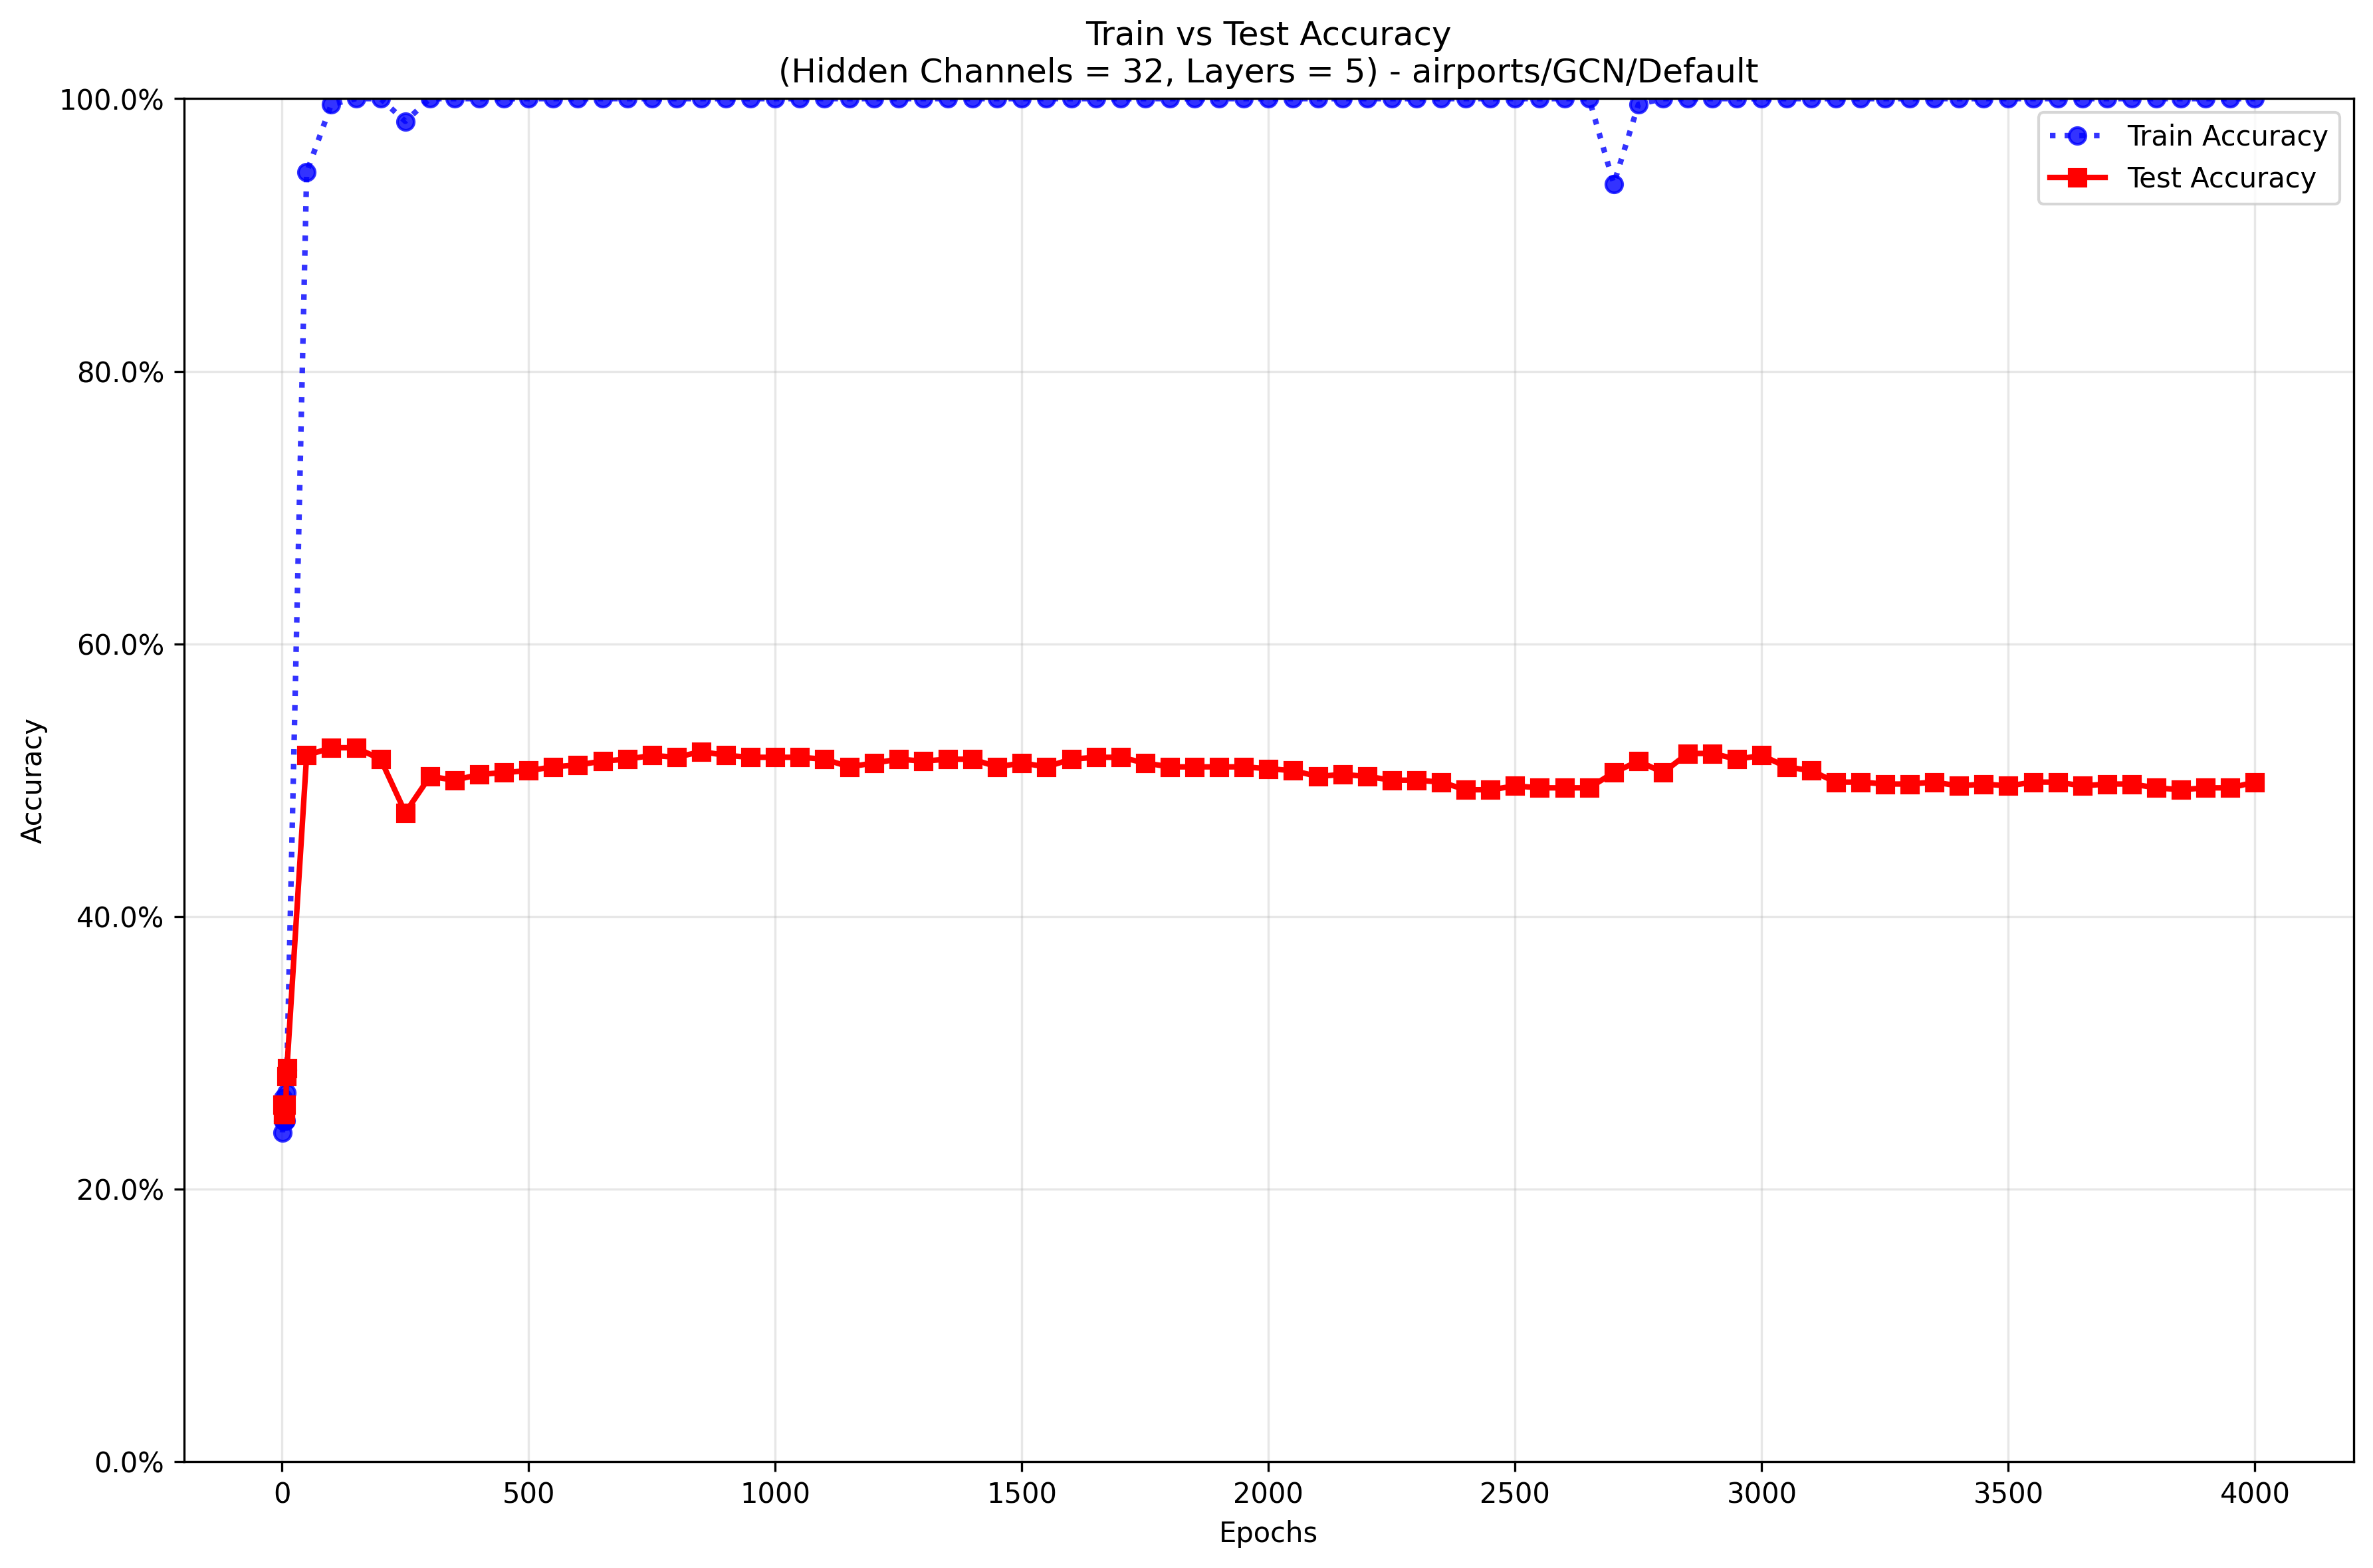 Train vs Test Accuracy
(Hidden Channels = 32, Layers = 5) - airports/GCN/Default
100.0%
80.0%
60.0%
40.0%
20.0%
0.0%
Accuracy
Train Accuracy
Test Accuracy
0 500 1000 1500 2000 2500 3000 3500 4000
Epochs